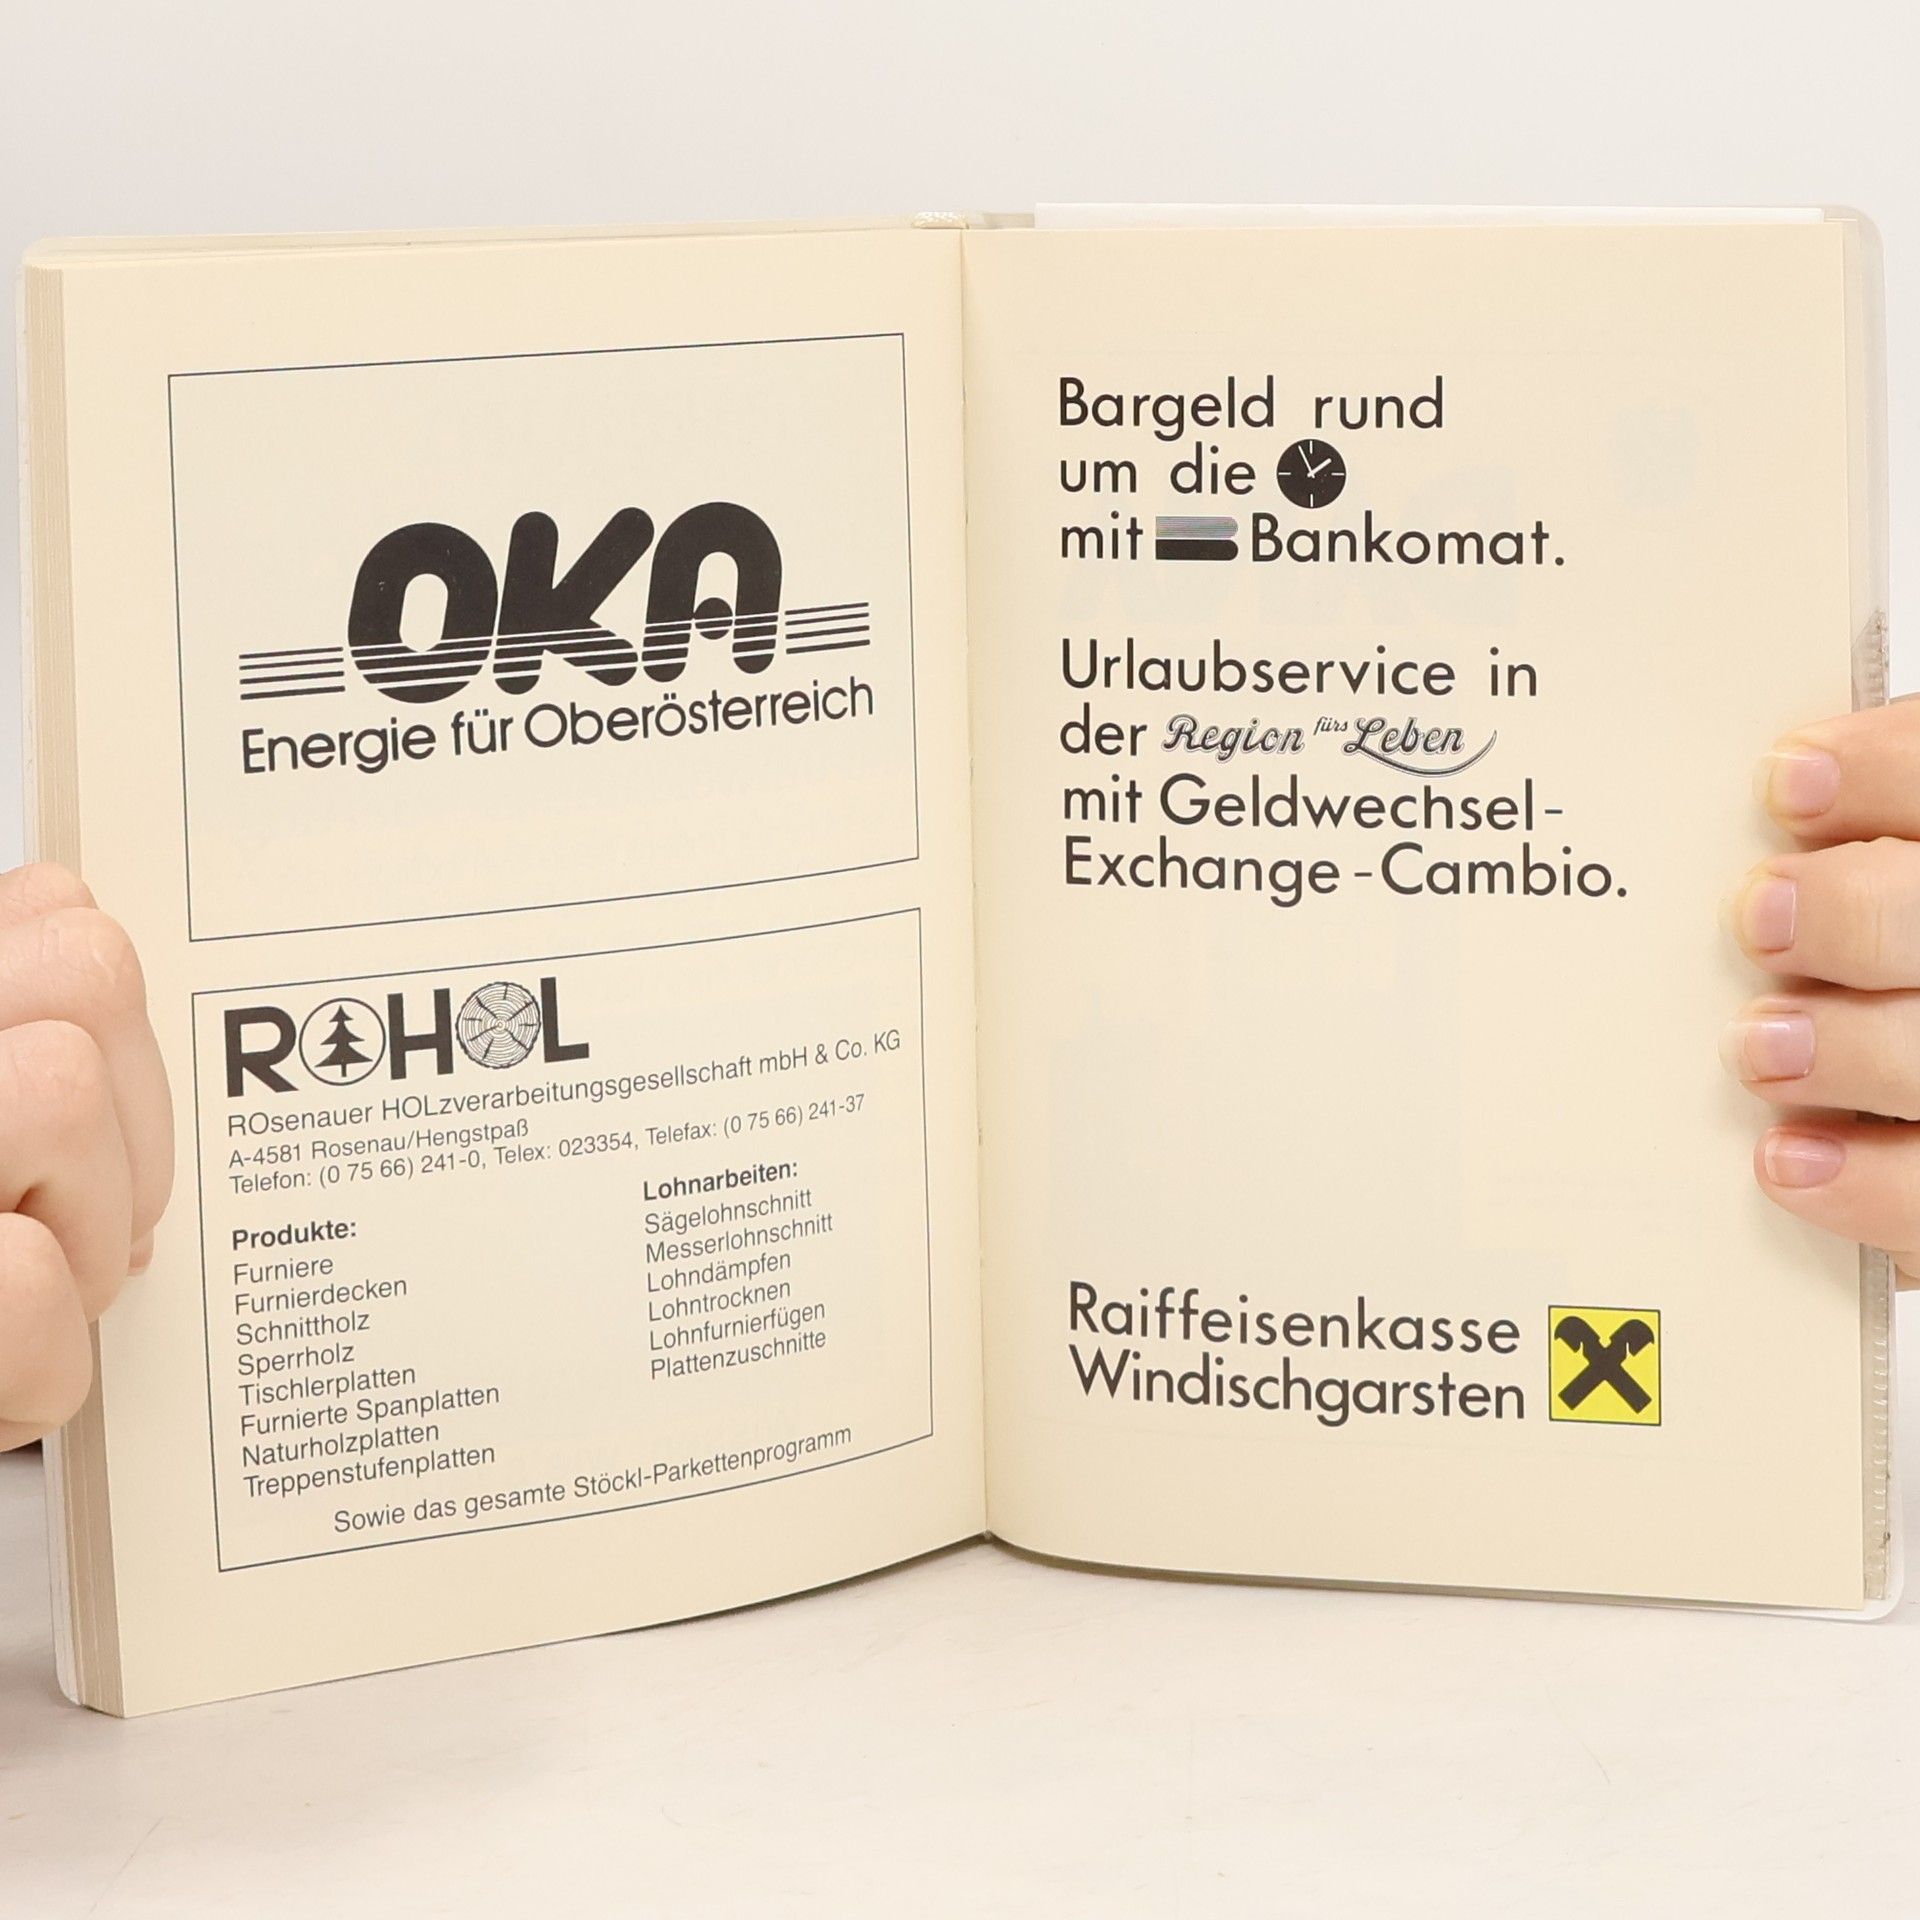 OKA
Energie für Oberösterreich
ROHOL
ROsenauer HOLzverarbeitungsgesellschaft mbH & Co. KG
A-4581 Rosenau/Hengstpaß
Telefon: (0 75 66) 241-0, Telex: 023354, Telefax: (0 75 66) 241-37
Produkte:
Furniere
Furnierdecken
Schnittholz
Sperrholz
Tischlerplatten
Furnierte Spanplatten
Naturholzplatten
Treppenstufenplatten
Lohnarbeiten:
Sägelohnschnitt
Messerlohnschnitt
Lohndämpfen
Lohntrocknen
Lohnfurnierfügen
Plattenzuschnitte
Sowie das gesamte Stöckl-Parkettenprogramm
Bargeld rund
um die
mit Bankomat.
Urlaubservice in
der Region fürs Leben
mit Geldwechsel-
Exchange-Cambio.
Raiffeisenkasse
Windischgarsten